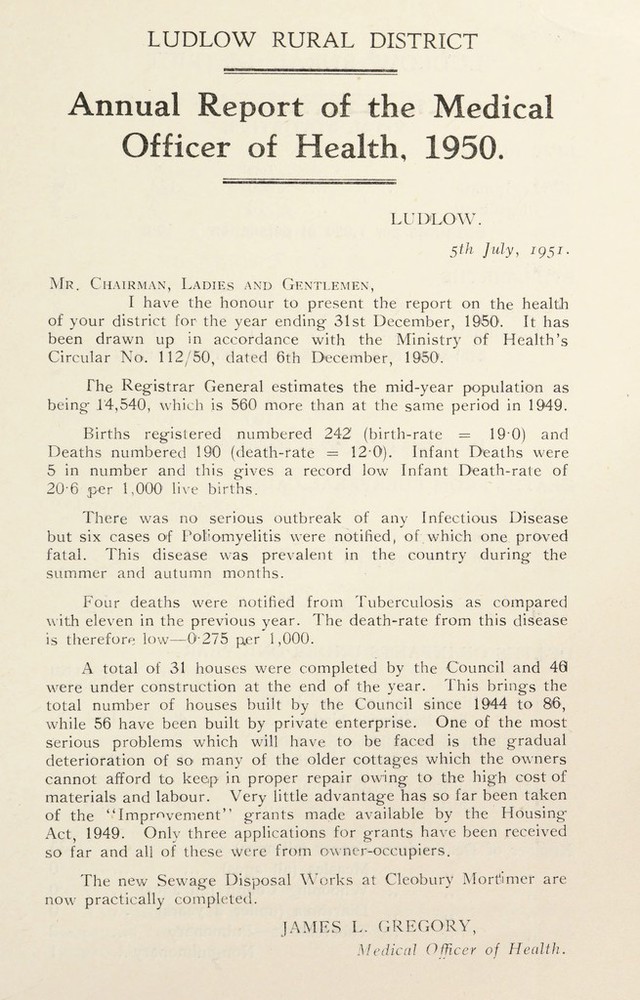 LUDLOW RURAL DISTRICT
Annual Report of the Medical
Officer of Health, 1950.
LUDLOW.
5th July, 1951.
Mr. Chairman, Ladies and Gentlemen,
I have the honour to present the report on the health
of your district for the year ending 31st December, 1950. It has
been drawn up in accordance with the Ministry of Health's
Circular No. 112/50, dated 6th December, 1950.
The Registrar General estimates the mid-year population as
being 14,540, which is 560 more than at the same period in 1949.
Births registered numbered 242 (birth-rate = 19·0) and
Deaths numbered 190 (death-rate = 12·0). Infant Deaths were
5 in number and this gives a record low Infant Death-rate of
20·6 per 1,000 live births.
There was no serious outbreak of any Infectious Disease
but six cases of Poliomyelitis were notified, of which one proved
fatal. This disease was prevalent in the country during the
summer and autumn months.
Four deaths were notified from Tuberculosis as compared
with eleven in the previous year. The death-rate from this disease
is therefore low—0·275 per 1,000.
A total of 31 houses were completed by the Council and 46
were under construction at the end of the year. This brings the
total number of houses built by the Council since 1944 to 86,
while 56 have been built by private enterprise. One of the most
serious problems which will have to be faced is the gradual
deterioration of so many of the older cottages which the owners
cannot afford to keep in proper repair owing to the high cost of
materials and labour. Very little advantage has so far been taken
of the "Improvement" grants made available by the Housing
Act, 1949. Only three applications for grants have been received
so far and all of these were from owner-occupiers.
The new Sewage Disposal Works at Cleobury Mortimer are
now practically completed.
JAMES L. GREGORY,
Medical Officer of Health.